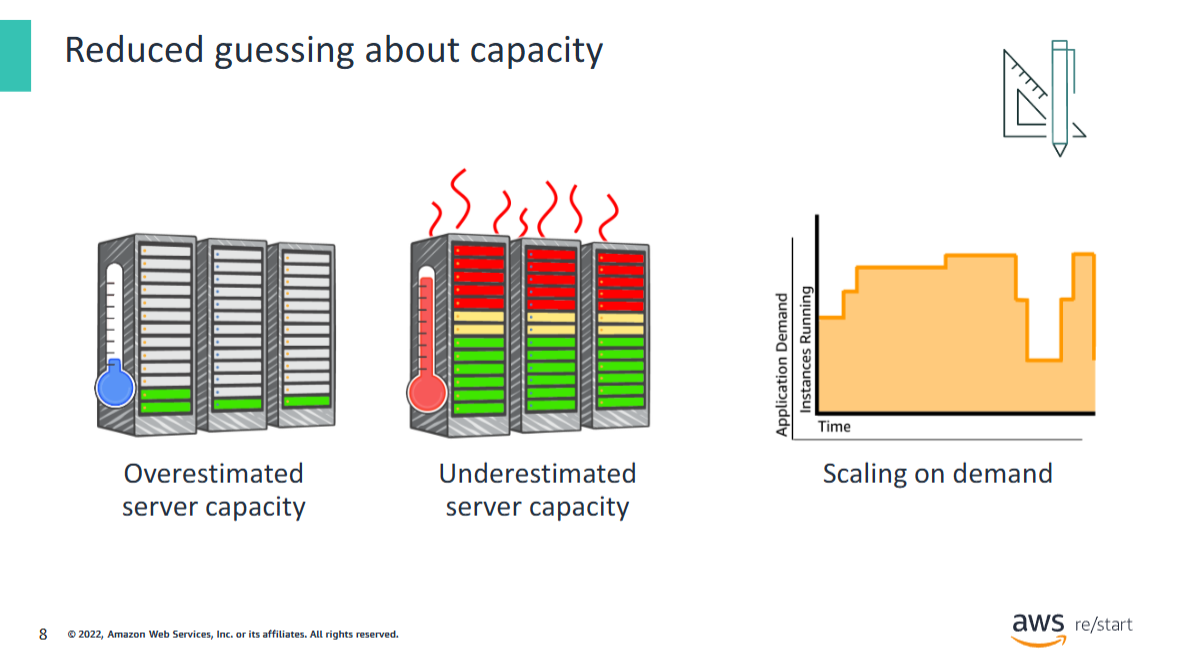 Reduced guessing about capacity
Application Demand
Instances Running
Time
Overestimated
server capacity
Underestimated
server capacity
Scaling on demand
8
© 2022, Amazon Web Services, Inc. or its affiliates. All rights reserved.
aws re/start